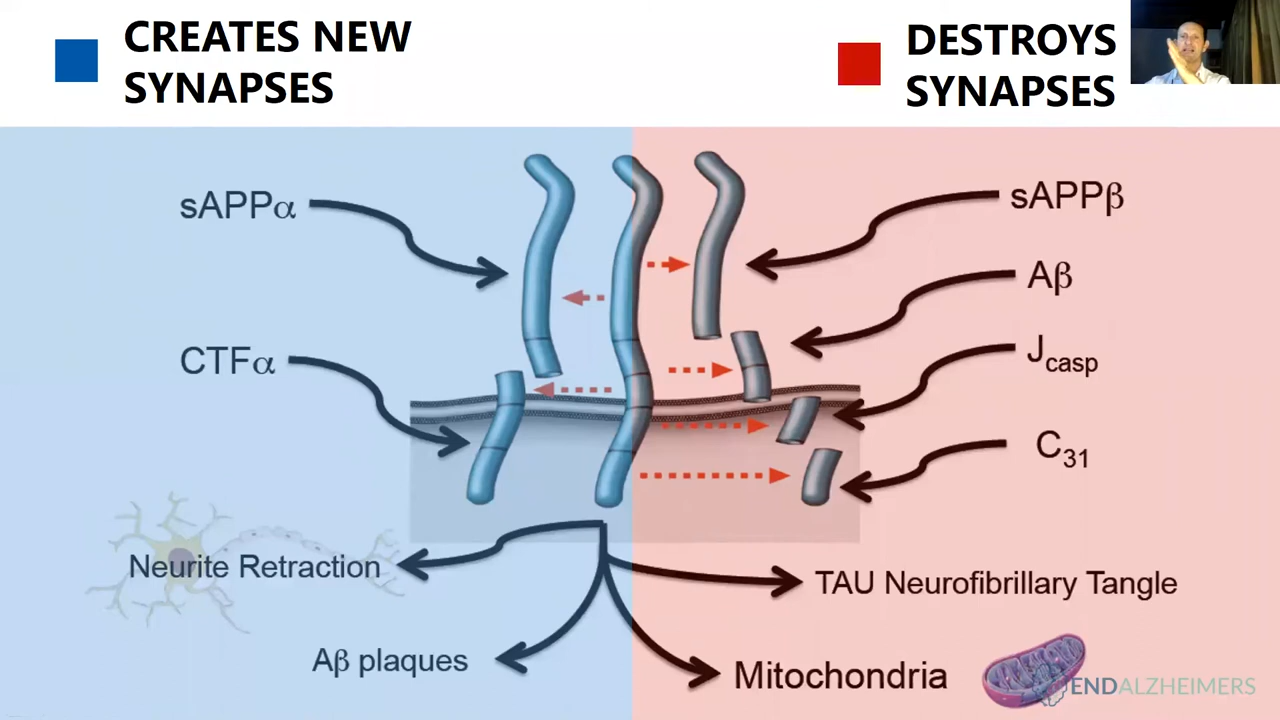 CREATES NEW
SYNAPSES
DESTROYS
SYNAPSES
sAPPα
sAPPβ
Aβ
CTFα
Jcasp
C31
Neurite Retraction
TAU Neurofibrillary Tangle
Aβ plaques
Mitochondria
ENDALZHEIMERS